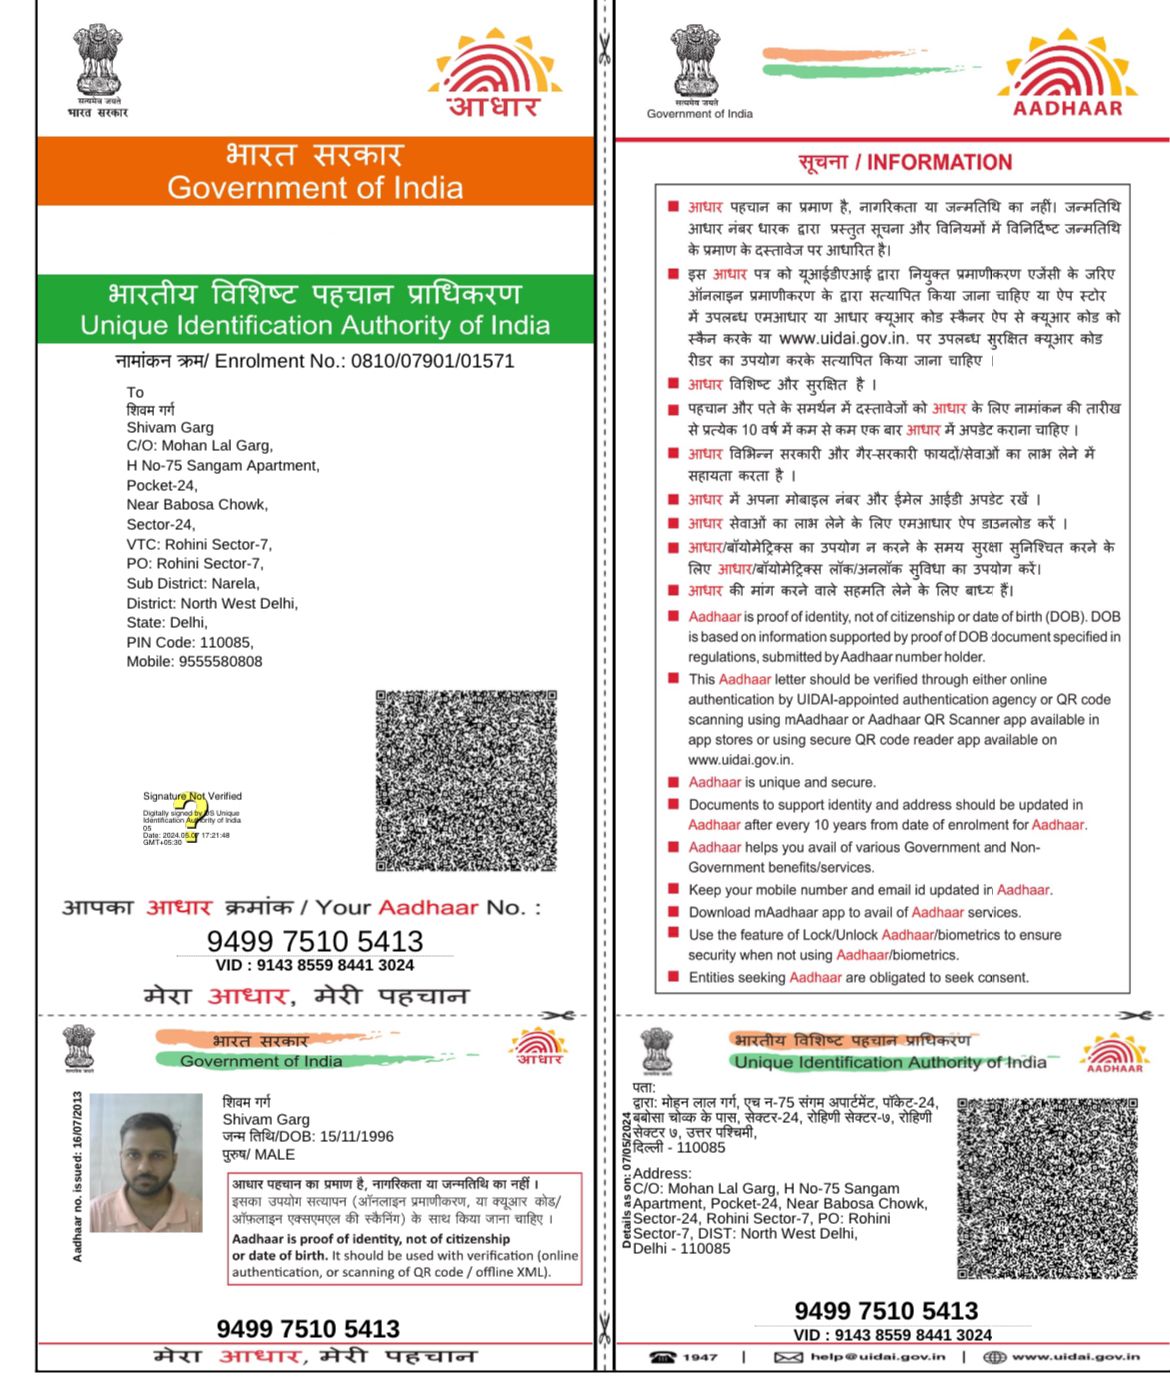 सत्यमेव जयते
भारत सरकार
आधार
भारत सरकार
Government of India
भारतीय विशिष्ट पहचान प्राधिकरण
Unique Identification Authority of India
नामांकन क्रम/ Enrolment No.: 0810/07901/01571
To
शिवम गर्ग
Shivam Garg
C/O: Mohan Lal Garg,
H No-75 Sangam Apartment,
Pocket-24,
Near Babosa Chowk,
Sector-24,
VTC: Rohini Sector-7,
PO: Rohini Sector-7,
Sub District: Narela,
District: North West Delhi,
State: Delhi,
PIN Code: 110085,
Mobile: 9555580808
Signature Not Verified
Digitally signed by DS Unique
Identification Authority of India
05
Date: 2024.05.07 17:21:48
GMT+05:30
आपका आधार क्रमांक / Your Aadhaar No. :
9499 7510 5413
VID : 9143 8559 8441 3024
मेरा आधार, मेरी पहचान
सत्यमेव जयते
Government of India
AADHAAR
सूचना / INFORMATION
आधार पहचान का प्रमाण है, नागरिकता या जन्मतिथि का नहीं। जन्मतिथि
आधार नंबर धारक द्वारा प्रस्तुत सूचना और विनियमों में विनिर्दिष्ट जन्मतिथि
के प्रमाण के दस्तावेज पर आधारित है।
इस आधार पत्र को यूआईडीएआई द्वारा नियुक्त प्रमाणीकरण एजेंसी के जरिए
ऑनलाइन प्रमाणीकरण के द्वारा सत्यापित किया जाना चाहिए या ऐप स्टोर
में उपलब्ध एमआधार या आधार क्यूआर कोड स्कैनर ऐप से क्यूआर कोड को
स्कैन करके या www.uidai.gov.in. पर उपलब्ध सुरक्षित क्यूआर कोड
रीडर का उपयोग करके सत्यापित किया जाना चाहिए ।
आधार विशिष्ट और सुरक्षित है ।
पहचान और पते के समर्थन में दस्तावेजों को आधार के लिए नामांकन की तारीख
से प्रत्येक 10 वर्ष में कम से कम एक बार आधार में अपडेट कराना चाहिए ।
आधार विभिन्न सरकारी और गैर-सरकारी फायदों/सेवाओं का लाभ लेने में
सहायता करता है ।
आधार में अपना मोबाइल नंबर और ईमेल आईडी अपडेट रखें ।
आधार सेवाओं का लाभ लेने के लिए एमआधार ऐप डाउनलोड करें ।
आधार/बॉयोमेट्रिक्स का उपयोग न करने के समय सुरक्षा सुनिश्चित करने के
लिए आधार/बॉयोमेट्रिक्स लॉक/अनलॉक सुविधा का उपयोग करें।
आधार की मांग करने वाले सहमति लेने के लिए बाध्य हैं।
Aadhaar is proof of identity, not of citizenship or date of birth (DOB). DOB
is based on information supported by proof of DOB document specified in
regulations, submitted by Aadhaar number holder.
This Aadhaar letter should be verified through either online
authentication by UIDAI-appointed authentication agency or QR code
scanning using mAadhaar or Aadhaar QR Scanner app available in
app stores or using secure QR code reader app available on
www.uidai.gov.in.
Aadhaar is unique and secure.
Documents to support identity and address should be updated in
Aadhaar after every 10 years from date of enrolment for Aadhaar.
Aadhaar helps you avail of various Government and Non-
Government benefits/services.
Keep your mobile number and email id updated in Aadhaar.
Download mAadhaar app to avail of Aadhaar services.
Use the feature of Lock/Unlock Aadhaar/biometrics to ensure
security when not using Aadhaar/biometrics.
Entities seeking Aadhaar are obligated to seek consent.
सत्यमेव जयते
भारत सरकार
Government of India
आधार
Aadhaar no. issued: 16/07/2013
शिवम गर्ग
Shivam Garg
जन्म तिथि/DOB: 15/11/1996
पुरुष/ MALE
आधार पहचान का प्रमाण है, नागरिकता या जन्मतिथि का नहीं ।
इसका उपयोग सत्यापन (ऑनलाइन प्रमाणीकरण, या क्यूआर कोड/
ऑफ़लाइन एक्सएमएल की स्कैनिंग) के साथ किया जाना चाहिए ।
Aadhaar is proof of identity, not of citizenship
or date of birth. It should be used with verification (online
authentication, or scanning of QR code / offline XML).
9499 7510 5413
मेरा आधार, मेरी पहचान
सत्यमेव जयते
भारतीय विशिष्ट पहचान प्राधिकरण
Unique Identification Authority of India
AADHAAR
Details as on: 07/05/2024
पता:
द्वारा: मोहन लाल गर्ग, एच न-75 संगम अपार्टमेंट, पॉकेट-24,
बबोसा चोव्क के पास, सेक्टर-24, रोहिणी सेक्टर-७, रोहिणी
सेक्टर ७, उत्तर पश्चिमी,
दिल्ली - 110085
Address:
C/O: Mohan Lal Garg, H No-75 Sangam
Apartment, Pocket-24, Near Babosa Chowk,
Sector-24, Rohini Sector-7, PO: Rohini
Sector-7, DIST: North West Delhi,
Delhi - 110085
9499 7510 5413
VID : 9143 8559 8441 3024
1947 | help@uidai.gov.in | www.uidai.gov.in